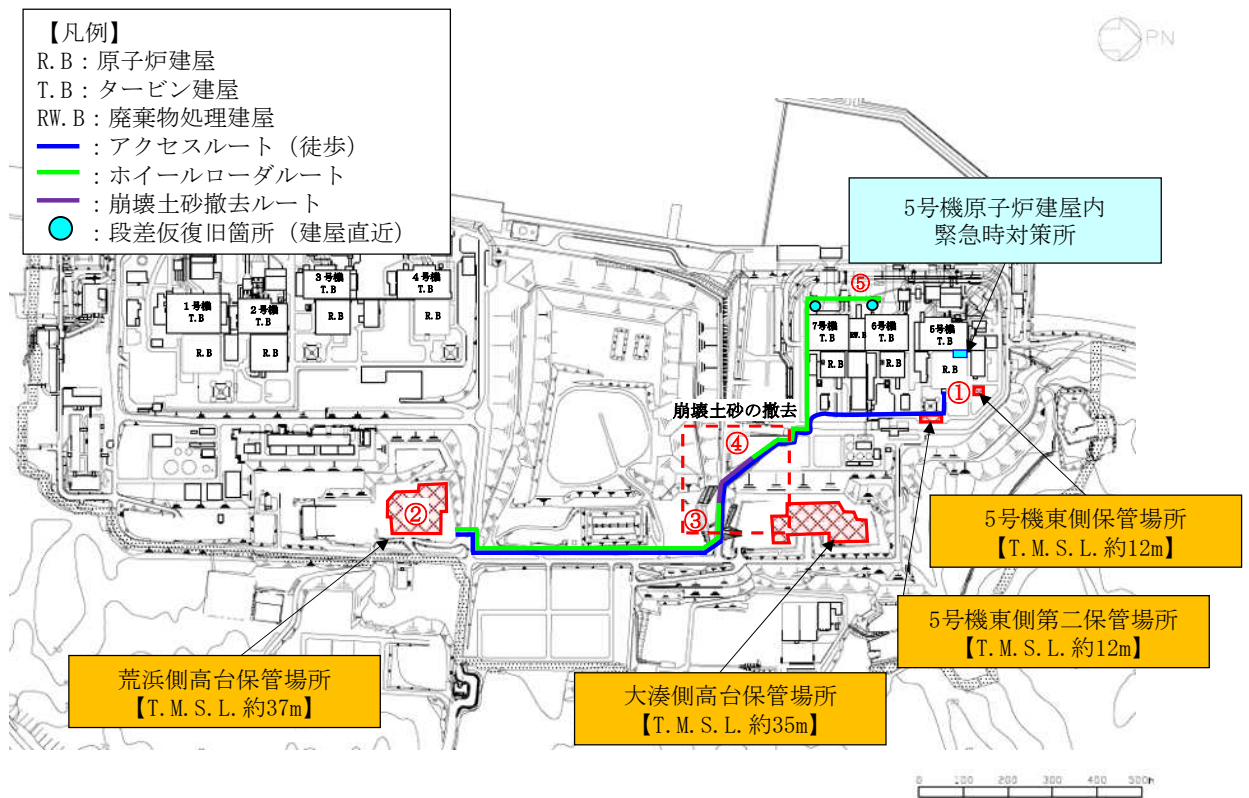 【凡例】
R.B：原子炉建屋
T.B：タービン建屋
RW.B：廃棄物処理建屋
：アクセスルート（徒歩）
：ホイールローダルート
：崩壊土砂撤去ルート
：段差仮復旧箇所（建屋直近）
PN
5号機原子炉建屋内
緊急時対策所
1号機
T.B
R.B
2号機
T.B
R.B
3号機
T.B
R.B
4号機
T.B
R.B
⑤
7号機
T.B
R.B
RW.B
6号機
T.B
R.B
5号機
T.B
R.B
①
崩壊土砂の撤去
④
②
③
5号機東側保管場所
【T.M.S.L.約12m】
5号機東側第二保管場所
【T.M.S.L.約12m】
荒浜側高台保管場所
【T.M.S.L.約37m】
大湊側高台保管場所
【T.M.S.L.約35m】
0 100 200 300 400 500m